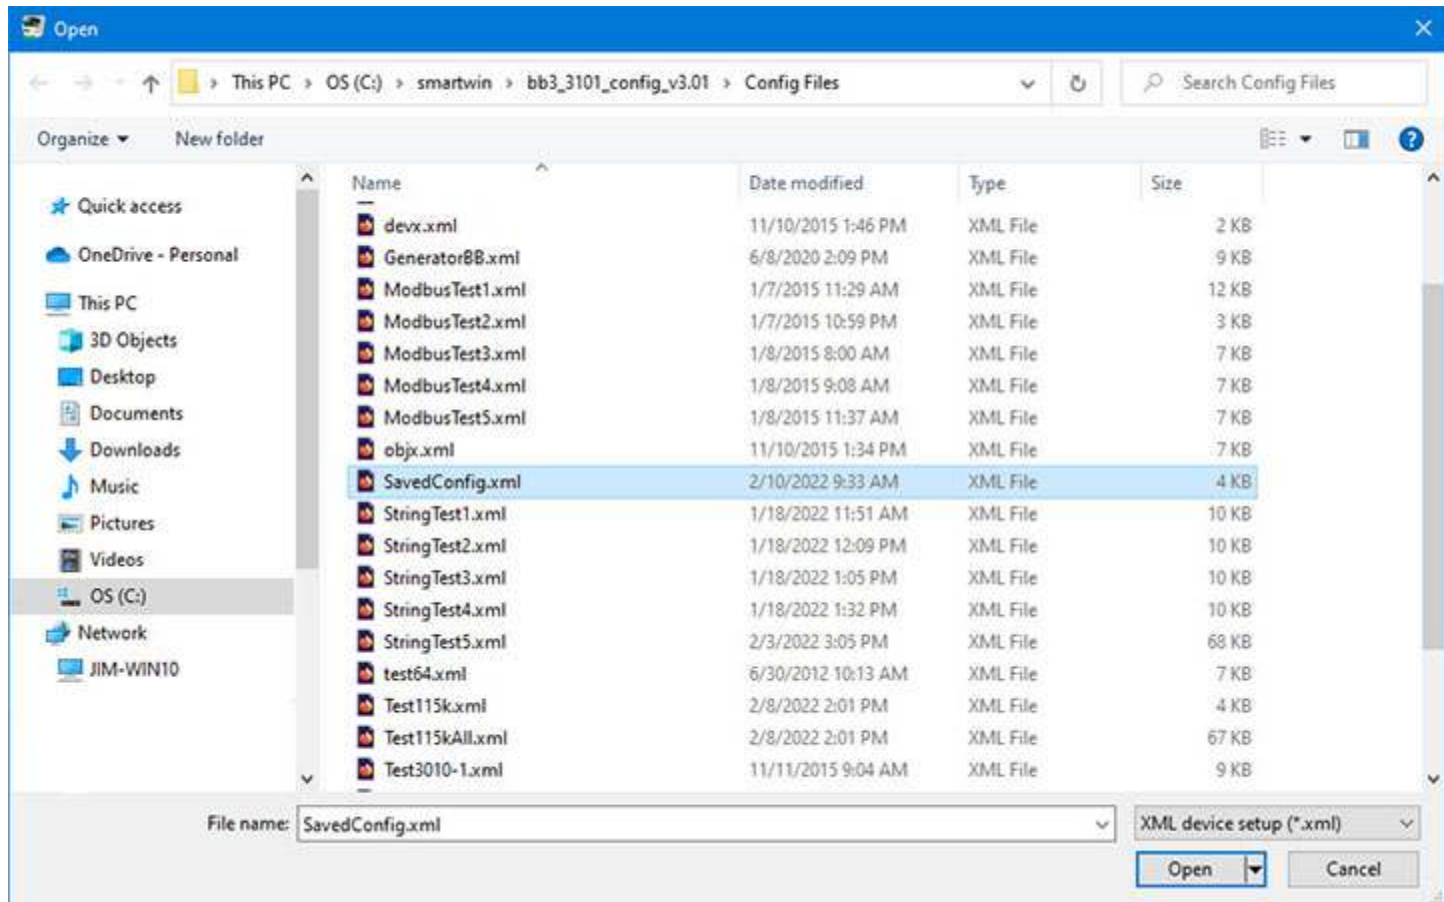 Open
This PC > OS (C:) > smartwin > bb3_3101_config_v3.01 > Config Files
Search Config Files
Organize
New folder
Name Date modified Type Size
Quick access
OneDrive - Personal
This PC
3D Objects
Desktop
Documents
Downloads
Music
Pictures
Videos
OS (C:)
Network
JIM-WIN10
devx.xml 11/10/2015 1:46 PM XML File 2 KB
GeneratorBB.xml 6/8/2020 2:09 PM XML File 9 KB
ModbusTest1.xml 1/7/2015 11:29 AM XML File 12 KB
ModbusTest2.xml 1/7/2015 10:59 PM XML File 3 KB
ModbusTest3.xml 1/8/2015 8:00 AM XML File 7 KB
ModbusTest4.xml 1/8/2015 9:08 AM XML File 7 KB
ModbusTest5.xml 1/8/2015 11:37 AM XML File 7 KB
objx.xml 11/10/2015 1:34 PM XML File 7 KB
SavedConfig.xml 2/10/2022 9:33 AM XML File 4 KB
StringTest1.xml 1/18/2022 11:51 AM XML File 10 KB
StringTest2.xml 1/18/2022 12:09 PM XML File 10 KB
StringTest3.xml 1/18/2022 1:05 PM XML File 10 KB
StringTest4.xml 1/18/2022 1:32 PM XML File 10 KB
StringTest5.xml 2/3/2022 3:05 PM XML File 68 KB
test64.xml 6/30/2012 10:13 AM XML File 7 KB
Test115k.xml 2/8/2022 2:01 PM XML File 4 KB
Test115kAll.xml 2/8/2022 2:01 PM XML File 67 KB
Test3010-1.xml 11/11/2015 9:04 AM XML File 9 KB
File name: SavedConfig.xml
XML device setup (*.xml)
Open
Cancel